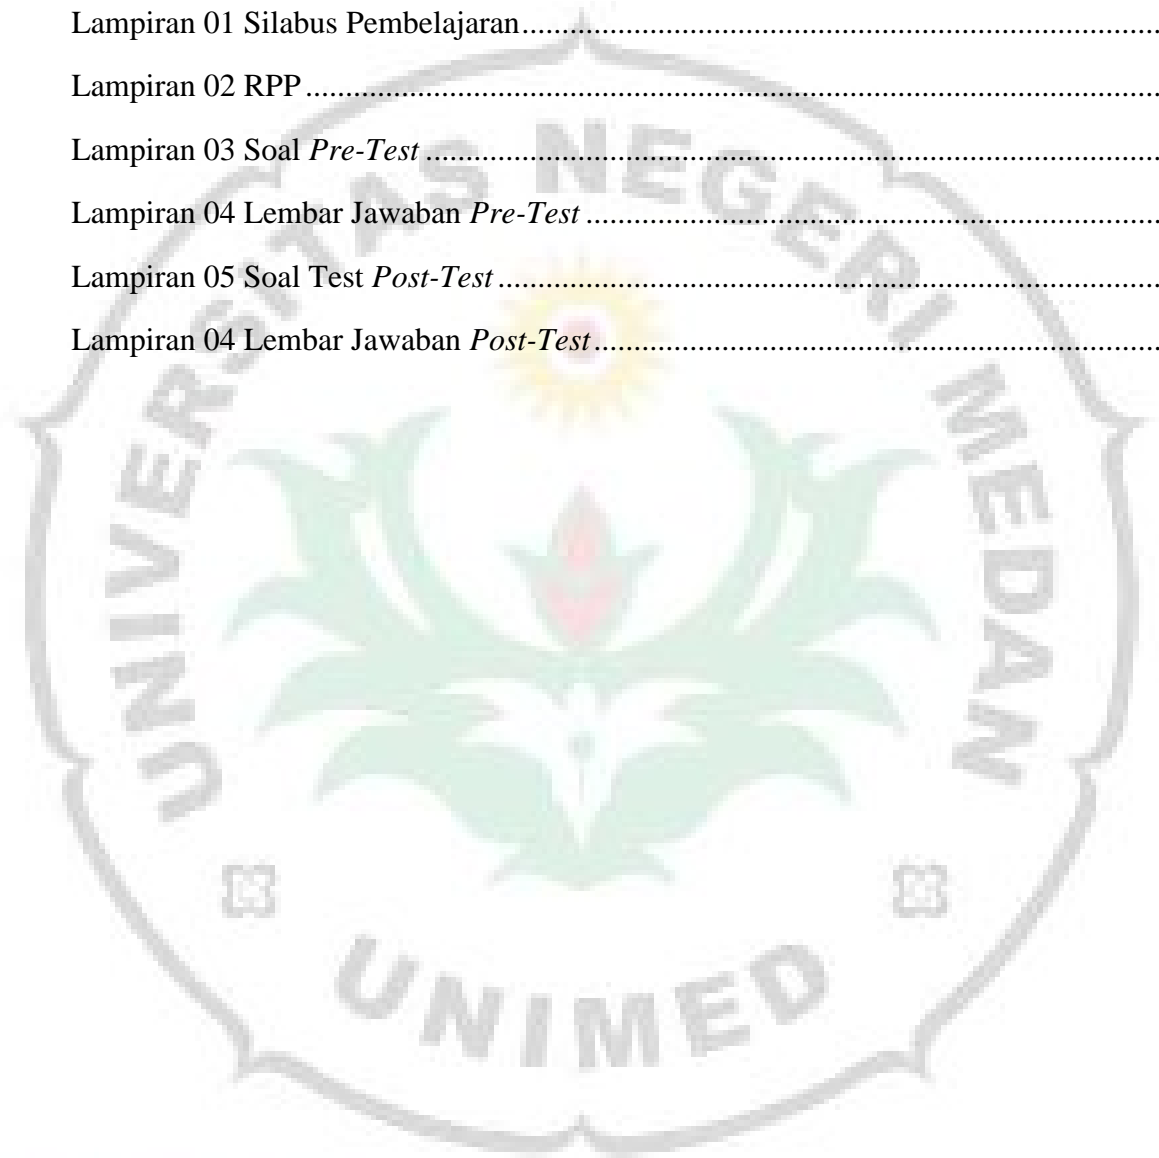 Lampiran 01 Silabus Pembelajaran................................................................................
Lampiran 02 RPP..........................................................................................................
Lampiran 03 Soal Pre-Test...........................................................................................
Lampiran 04 Lembar Jawaban Pre-Test.......................................................................
Lampiran 05 Soal Test Post-Test..................................................................................
Lampiran 04 Lembar Jawaban Post-Test......................................................................
UNIVERSITAS NEGERI MEDAN
UNIMED